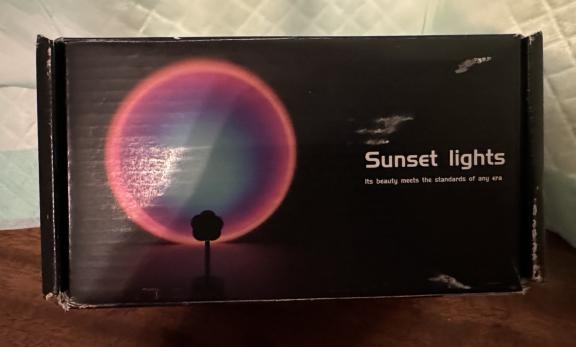 Sunset lights
Its beauty meets the standards of any era